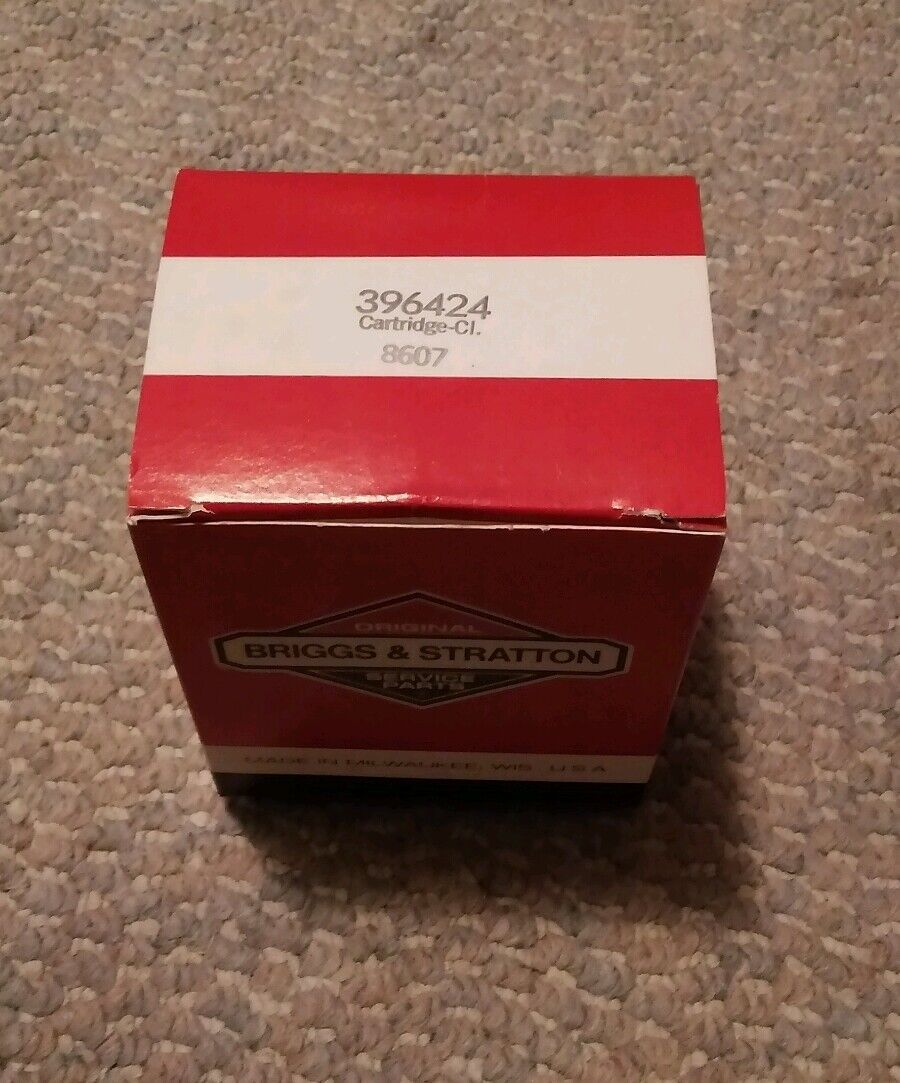 396424
Cartridge-Cl.
8607
ORIGINAL
BRIGGS & STRATTON
SERVICE
PARTS
MADE IN MILWAUKEE, WIS. U.S.A